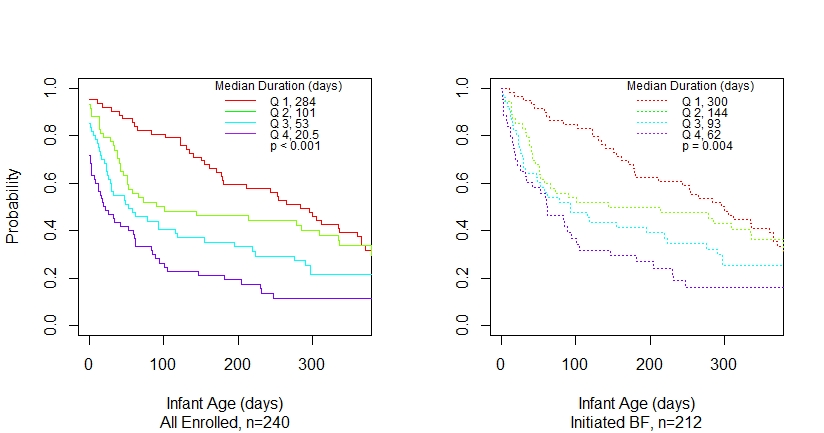 Probability
0.0 0.2 0.4 0.6 0.8 1.0
Median Duration (days)
Q 1, 284
Q 2, 101
Q 3, 53
Q 4, 20.5
p < 0.001
0 100 200 300
Infant Age (days)
All Enrolled, n=240
0.0 0.2 0.4 0.6 0.8 1.0
Median Duration (days)
Q 1, 300
Q 2, 144
Q 3, 93
Q 4, 62
p = 0.004
0 100 200 300
Infant Age (days)
Initiated BF, n=212